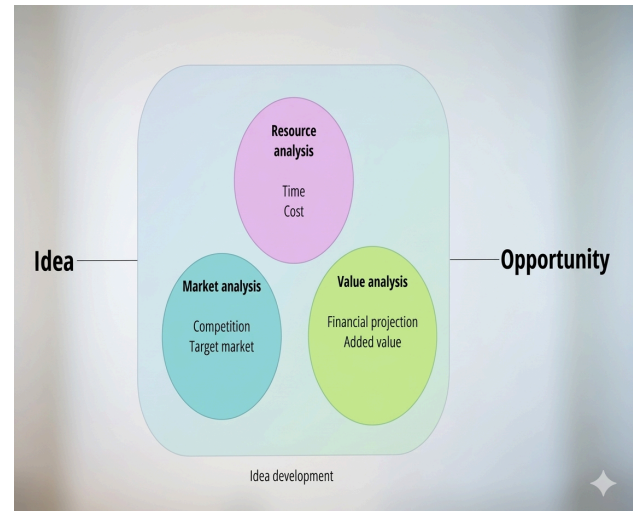 Resource
analysis
Time
Cost
Idea
Opportunity
Market analysis
Competition
Target market
Value analysis
Financial projection
Added value
Idea development